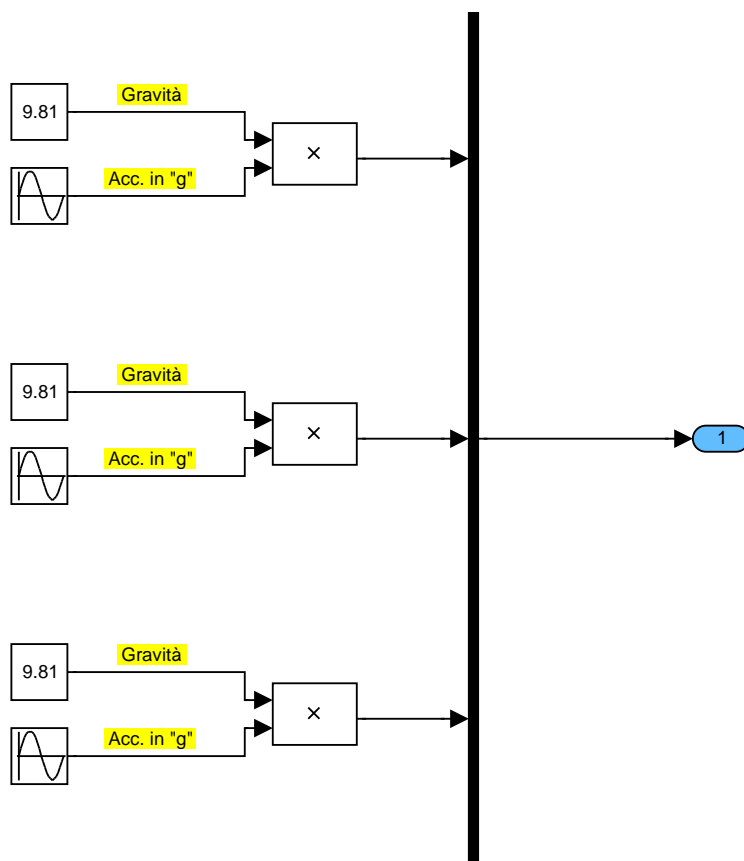 Gravità
9.81
×
Acc. in "g"
Gravità
9.81
×
1
Acc. in "g"
Gravità
9.81
×
Acc. in "g"